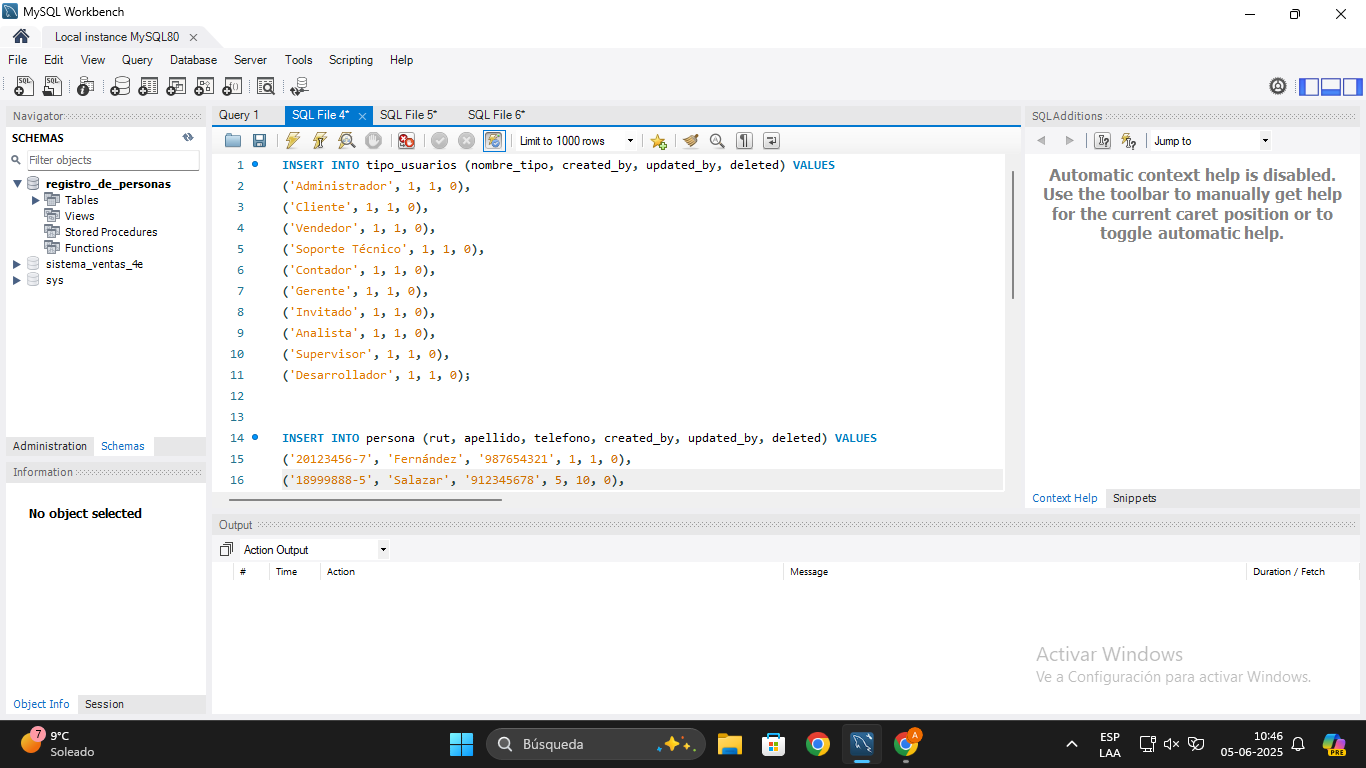 MySQL Workbench
Local instance MySQL80
File Edit View Query Database Server Tools Scripting Help
Navigator
SCHEMAS
Filter objects
registro_de_personas
Tables
Views
Stored Procedures
Functions
sistema_ventas_4e
sys
Administration Schemas
Information
No object selected
Object Info Session
Query 1 SQL File 4* SQL File 5* SQL File 6*
Limit to 1000 rows
1 INSERT INTO tipo_usuarios (nombre_tipo, created_by, updated_by, deleted) VALUES
2 ('Administrador', 1, 1, 0),
3 ('Cliente', 1, 1, 0),
4 ('Vendedor', 1, 1, 0),
5 ('Soporte Técnico', 1, 1, 0),
6 ('Contador', 1, 1, 0),
7 ('Gerente', 1, 1, 0),
8 ('Invitado', 1, 1, 0),
9 ('Analista', 1, 1, 0),
10 ('Supervisor', 1, 1, 0),
11 ('Desarrollador', 1, 1, 0);
12
13
14 INSERT INTO persona (rut, apellido, telefono, created_by, updated_by, deleted) VALUES
15 ('20123456-7', 'Fernández', '987654321', 1, 1, 0),
16 ('18999888-5', 'Salazar', '912345678', 5, 10, 0),
SQLAdditions
Jump to
Automatic context help is disabled.
Use the toolbar to manually get help
for the current caret position or to
toggle automatic help.
Context Help Snippets
Output
Action Output
# Time Action Message Duration / Fetch
Activar Windows
Ve a Configuración para activar Windows.
7
9°C
Soleado
Búsqueda
A
ESP
LAA
10:46
05-06-2025
PRE